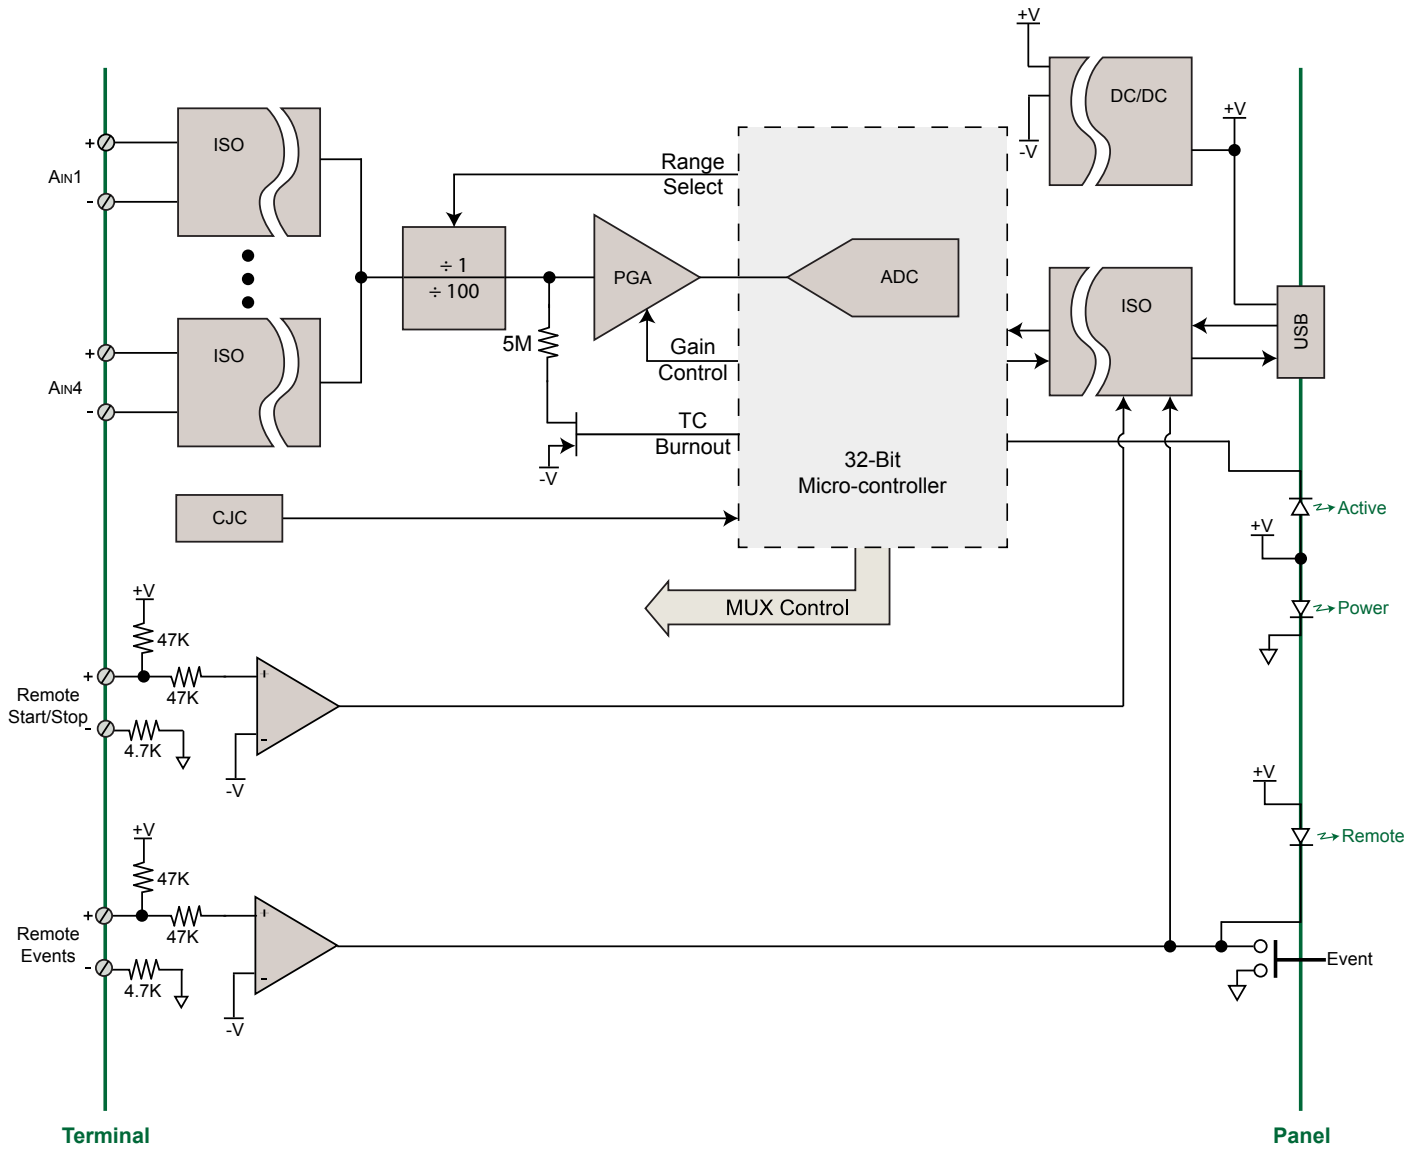 +V
DC/DC
-V
+V
+
ISO
AIN1
-
Range
Select
÷ 1
÷ 100
PGA
ADC
ISO
USB
5M
Gain
Control
+
ISO
AIN4
-
TC
Burnout
-V
32-Bit
Micro-controller
CJC
Active
+V
MUX Control
Power
+V
47K
+
47K
+
Remote
Start/Stop
-
4.7K
-
-V
+V
Remote
+V
47K
+
47K
+
Remote
Events
-
4.7K
-
-V
Event
Terminal
Panel